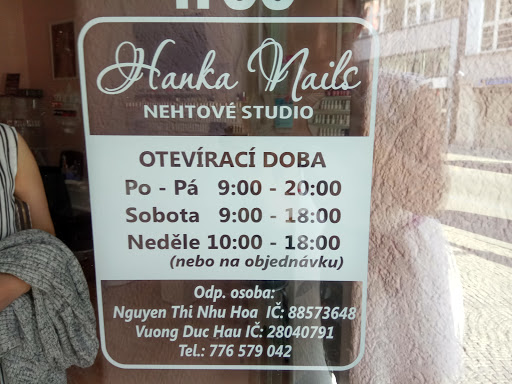 Hanka Nails
NEHTOVÉ STUDIO
OTEVÍRACÍ DOBA
Po - Pá 9:00 - 20:00
Sobota 9:00 - 18:00
Neděle 10:00 - 18:00
(nebo na objednávku)
Odp. osoba:
Nguyen Thi Nhu Hoa IČ: 88573648
Vuong Duc Hau IČ: 28040791
Tel.: 776 579 042